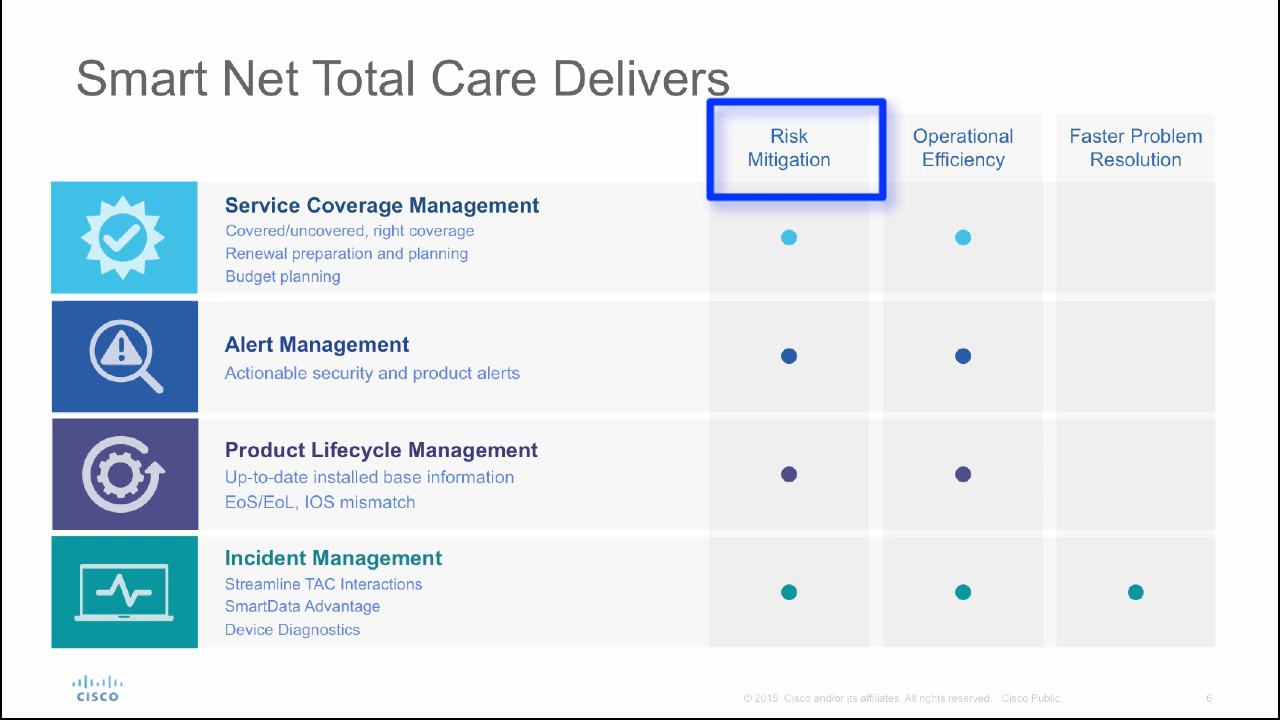 Smart Net Total Care Delivers
Risk
Mitigation
Operational
Efficiency
Faster Problem
Resolution
Service Coverage Management
Covered/uncovered, right coverage
Renewal preparation and planning
Budget planning
Alert Management
Actionable security and product alerts
Product Lifecycle Management
Up-to-date installed base information
EoS/EoL, IOS mismatch
Incident Management
Streamline TAC Interactions
SmartData Advantage
Device Diagnostics
CISCO
© 2015 Cisco and/or its affiliates. All rights reserved. Cisco Public.
6